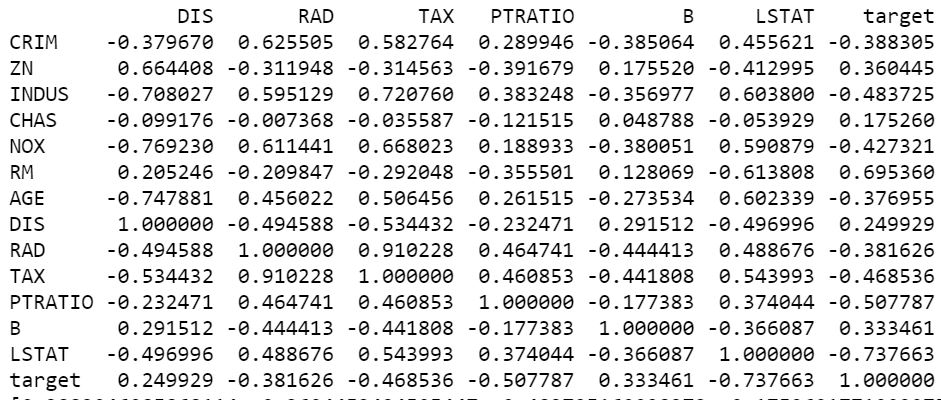 DIS RAD TAX PTRATIO B LSTAT target
CRIM -0.379670 0.625505 0.582764 0.289946 -0.385064 0.455621 -0.388305
ZN 0.664408 -0.311948 -0.314563 -0.391679 0.175520 -0.412995 0.360445
INDUS -0.708027 0.595129 0.720760 0.383248 -0.356977 0.603800 -0.483725
CHAS -0.099176 -0.007368 -0.035587 -0.121515 0.048788 -0.053929 0.175260
NOX -0.769230 0.611441 0.668023 0.188933 -0.380051 0.590879 -0.427321
RM 0.205246 -0.209847 -0.292048 -0.355501 0.128069 -0.613808 0.695360
AGE -0.747881 0.456022 0.506456 0.261515 -0.273534 0.602339 -0.376955
DIS 1.000000 -0.494588 -0.534432 -0.232471 0.291512 -0.496996 0.249929
RAD -0.494588 1.000000 0.910228 0.464741 -0.444413 0.488676 -0.381626
TAX -0.534432 0.910228 1.000000 0.460853 -0.441808 0.543993 -0.468536
PTRATIO -0.232471 0.464741 0.460853 1.000000 -0.177383 0.374044 -0.507787
B 0.291512 -0.444413 -0.441808 -0.177383 1.000000 -0.366087 0.333461
LSTAT -0.496996 0.488676 0.543993 0.374044 -0.366087 1.000000 -0.737663
target 0.249929 -0.381626 -0.468536 -0.507787 0.333461 -0.737663 1.000000